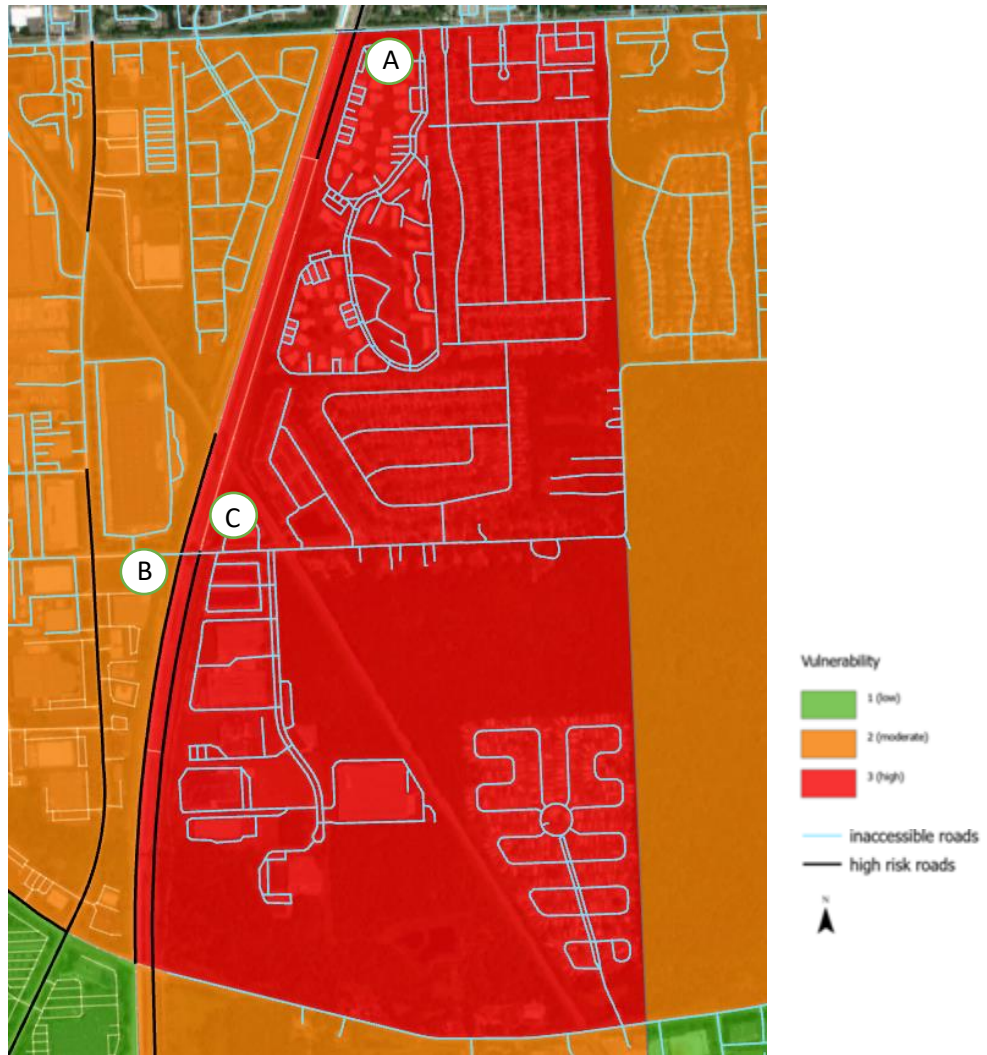 A
C
B
Vulnerability
1 (low)
2 (moderate)
3 (high)
inaccessible roads
high risk roads
N